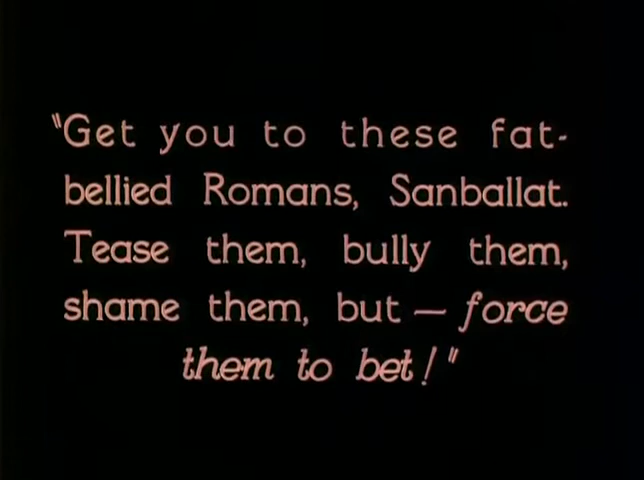 "Get you to these fat-
bellied Romans, Sanballat.
Tease them, bully them,
shame them, but — force
them to bet!"